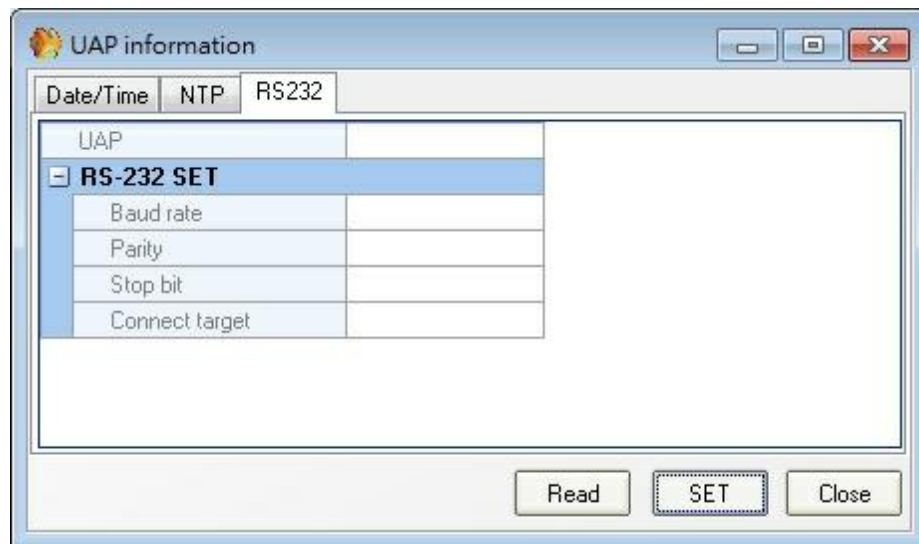 UAP information
Date/Time NTP RS232
UAP
RS-232 SET
Baud rate
Parity
Stop bit
Connect target
Read SET Close